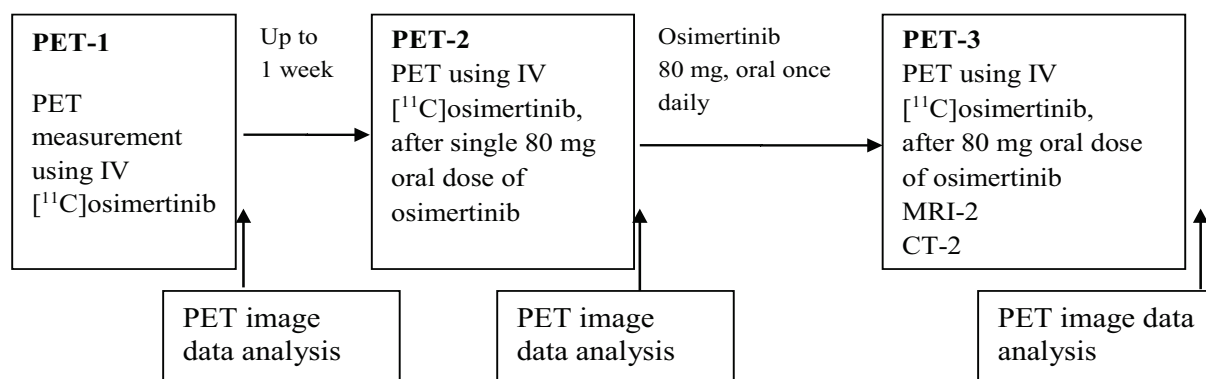 PET-1
PET
measurement
using IV
[¹¹C]osimertinib
Up to
1 week
PET-2
PET using IV
[¹¹C]osimertinib,
after single 80 mg
oral dose of
osimertinib
Osimertinib
80 mg, oral once
daily
PET-3
PET using IV
[¹¹C]osimertinib,
after 80 mg oral dose
of osimertinib
MRI-2
CT-2
PET image
data analysis
PET image
data analysis
PET image data
analysis